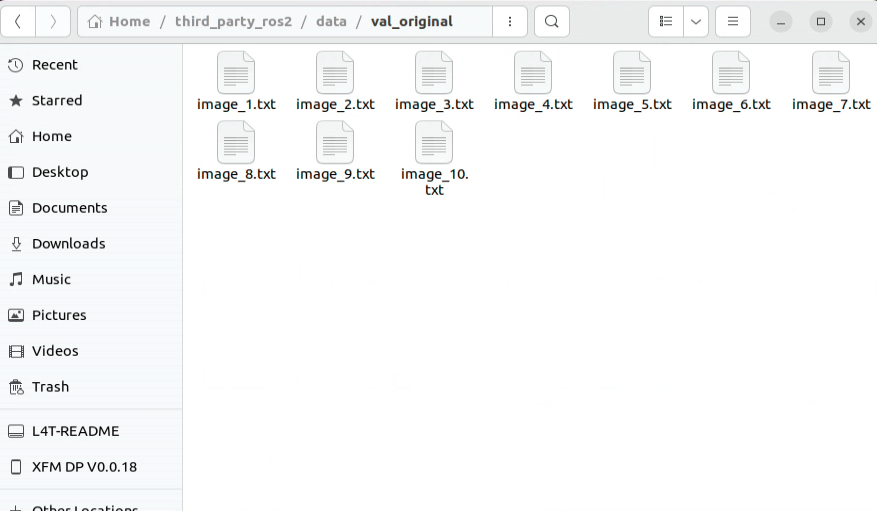 Home / third_party_ros2 / data / val_original
Recent
Starred
Home
Desktop
Documents
Downloads
Music
Pictures
Videos
Trash
L4T-README
XFM DP V0.0.18
Other Locations
image_1.txt image_2.txt image_3.txt image_4.txt image_5.txt image_6.txt image_7.txt
image_8.txt image_9.txt image_10.
txt